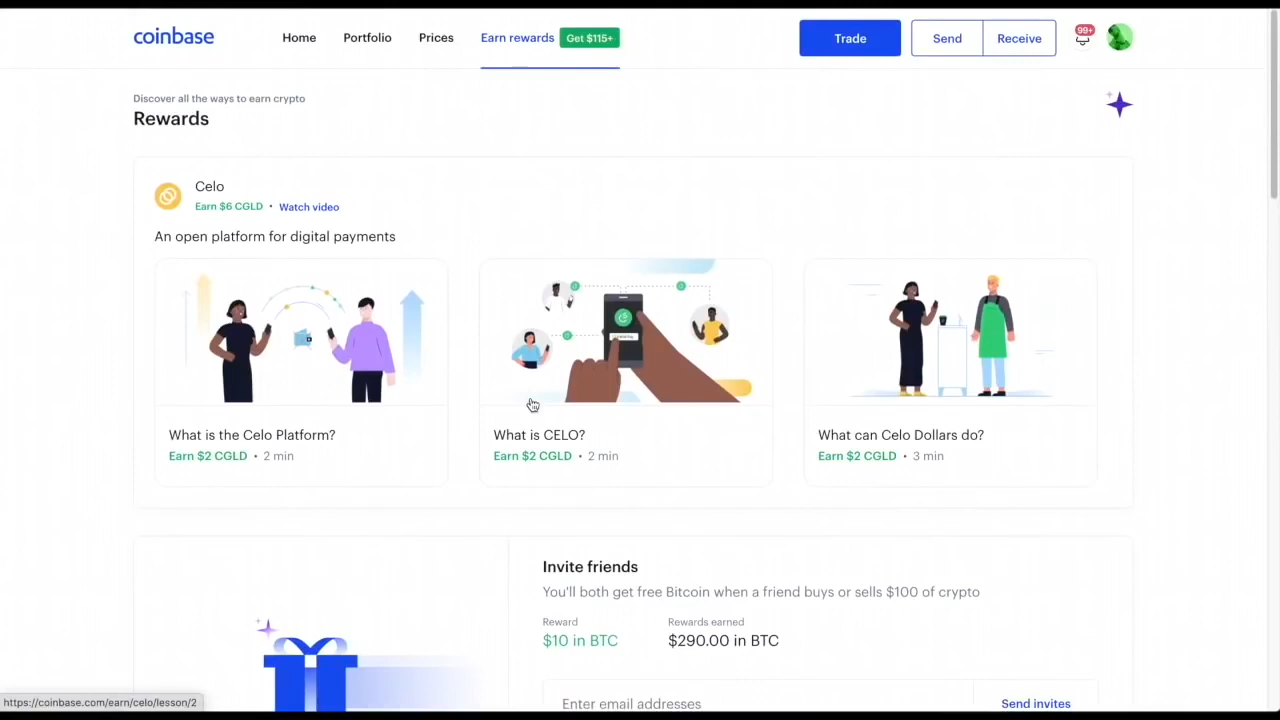 coinbase
Home Portfolio Prices Earn rewards Get $115+
Trade Send Receive 99+
Discover all the ways to earn crypto
Rewards
Celo
Earn $6 CGLD • Watch video
An open platform for digital payments
What is the Celo Platform?
Earn $2 CGLD • 2 min
What is CELO?
Earn $2 CGLD • 2 min
What can Celo Dollars do?
Earn $2 CGLD • 3 min
Invite friends
You'll both get free Bitcoin when a friend buys or sells $100 of crypto
Reward Rewards earned
$10 in BTC $290.00 in BTC
Enter email addresses Send invites
https://coinbase.com/earn/celo/lesson/2